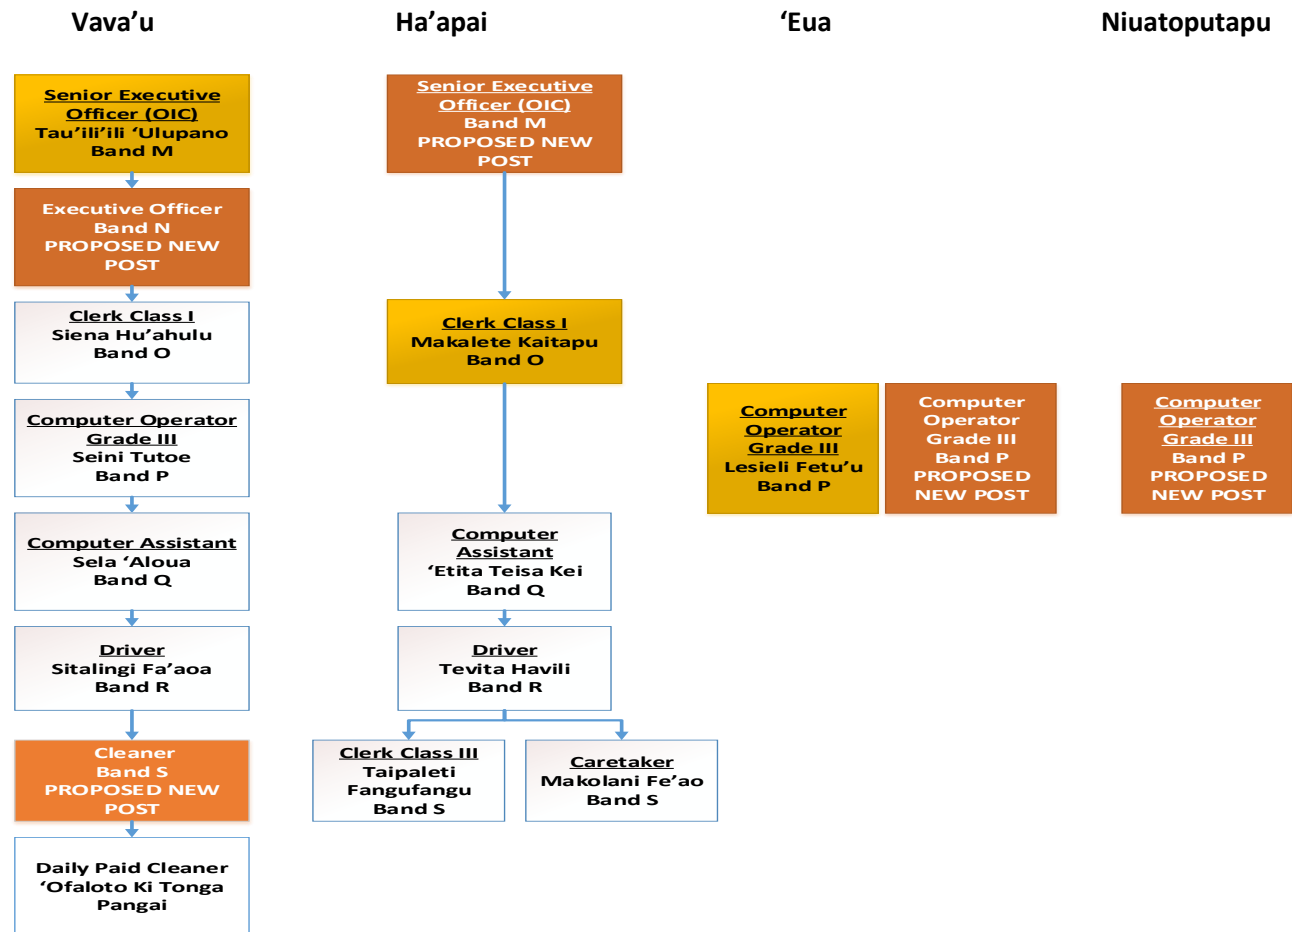 Vava’u
Ha’apai
‘Eua
Niuatoputapu
Senior Executive
Officer (OIC)
Tau’ili’ili ‘Ulupano
Band M
Executive Officer
Band N
PROPOSED NEW
POST
Clerk Class I
Siena Hu’ahulu
Band O
Computer Operator
Grade III
Seini Tutoe
Band P
Computer Assistant
Sela ‘Aloua
Band Q
Driver
Sitalingi Fa’aoa
Band R
Cleaner
Band S
PROPOSED NEW
POST
Daily Paid Cleaner
‘Ofaloto Ki Tonga
Pangai
Senior Executive
Officer (OIC)
Band M
PROPOSED NEW
POST
Clerk Class I
Makalete Kaitapu
Band O
Computer
Assistant
‘Etita Teisa Kei
Band Q
Driver
Tevita Havili
Band R
Clerk Class III
Taipaleti
Fangufangu
Band S
Caretaker
Makolani Fe’ao
Band S
Computer
Operator
Grade III
Lesieli Fetu’u
Band P
Computer
Operator
Grade III
Band P
PROPOSED
NEW POST
Computer
Operator
Grade III
Band P
PROPOSED
NEW POST